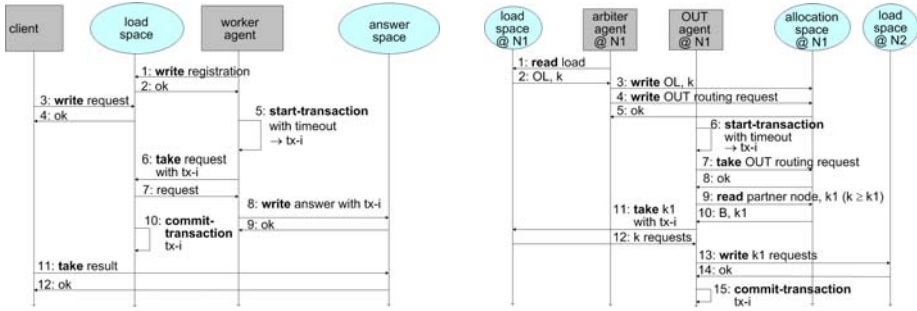 client
load
space
worker
agent
answer
space
1: write registration
2: ok
3: write request
4: ok
5: start-transaction
with timeout
→ tx-i
6: take request
with tx-i
7: request
8: write answer with tx-i
9: ok
10: commit-
transaction
tx-i
11: take result
12: ok
load
space
@ N1
arbiter
agent
@ N1
OUT
agent
@ N1
allocation
space
@ N1
load
space
@ N2
1: read load
2: OL, k
3: write OL, k
4: write OUT routing request
5: ok
6: start-transaction
with timeout
→ tx-i
7: take OUT routing request
8: ok
9: read partner node, k1 (k ≥ k1)
10: B, k1
11: take k1
with tx-i
12: k requests
13: write k1 requests
14: ok
15: commit-transaction
tx-i